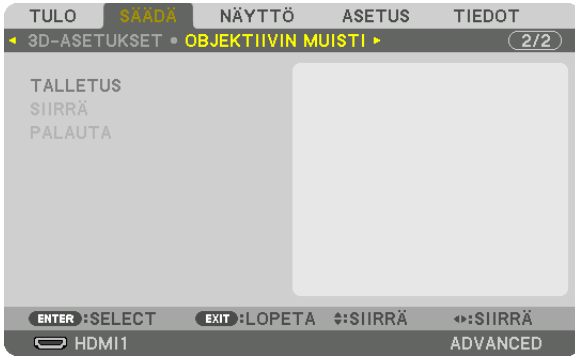 TULO SÄÄDÄ NÄYTTÖ ASETUS TIEDOT
◂ 3D-ASETUKSET • OBJEKTIIVIN MUISTI ▸ 2/2
TALLETUS
SIIRRÄ
PALAUTA
ENTER :SELECT EXIT :LOPETA ♦:SIIRRÄ ◂▸:SIIRRÄ
HDMI1 ADVANCED